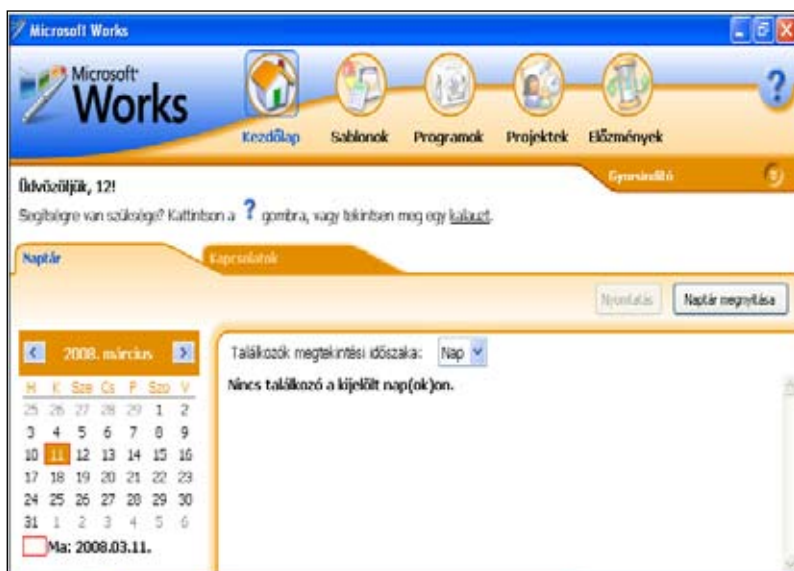 Microsoft Works
Microsoft
Works
Kezdőlap Sablonok Programok Projektek Előzmények
?
Gyorsindító
Üdvözöljük, 12!
Segítségre van szüksége? Kattintson a ? gombra, vagy tekintsen meg egy kalauzt.
Naptár Kapcsolatok
Nyomtatás Naptár megnyitása
2008. március
Találkozók megtekintési időszaka: Nap
Nincs találkozó a kijelölt nap(ok)on.
H K Sze Cs P Szo V
25 26 27 28 29 1 2
3 4 5 6 7 8 9
10 11 12 13 14 15 16
17 18 19 20 21 22 23
24 25 26 27 28 29 30
31 1 2 3 4 5 6
Ma: 2008.03.11.